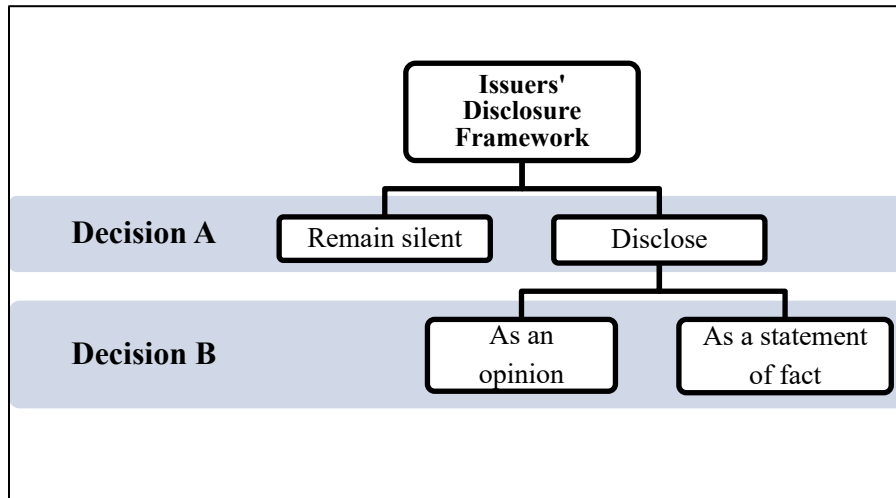 Issuers'
Disclosure
Framework
Decision A
Remain silent
Disclose
Decision B
As an
opinion
As a statement
of fact